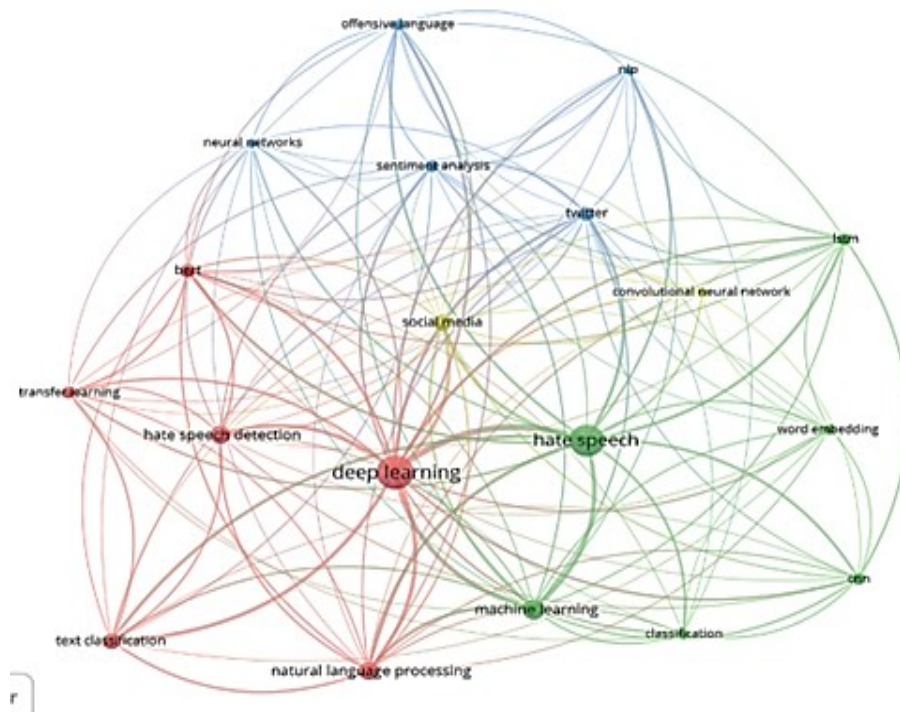 offensive language
nlp
neural networks
sentiment analysis
twitter
lstm
bert
convolutional neural network
social media
transfer learning
hate speech detection
hate speech
word embedding
deep learning
machine learning
cnn
classification
text classification
natural language processing
r